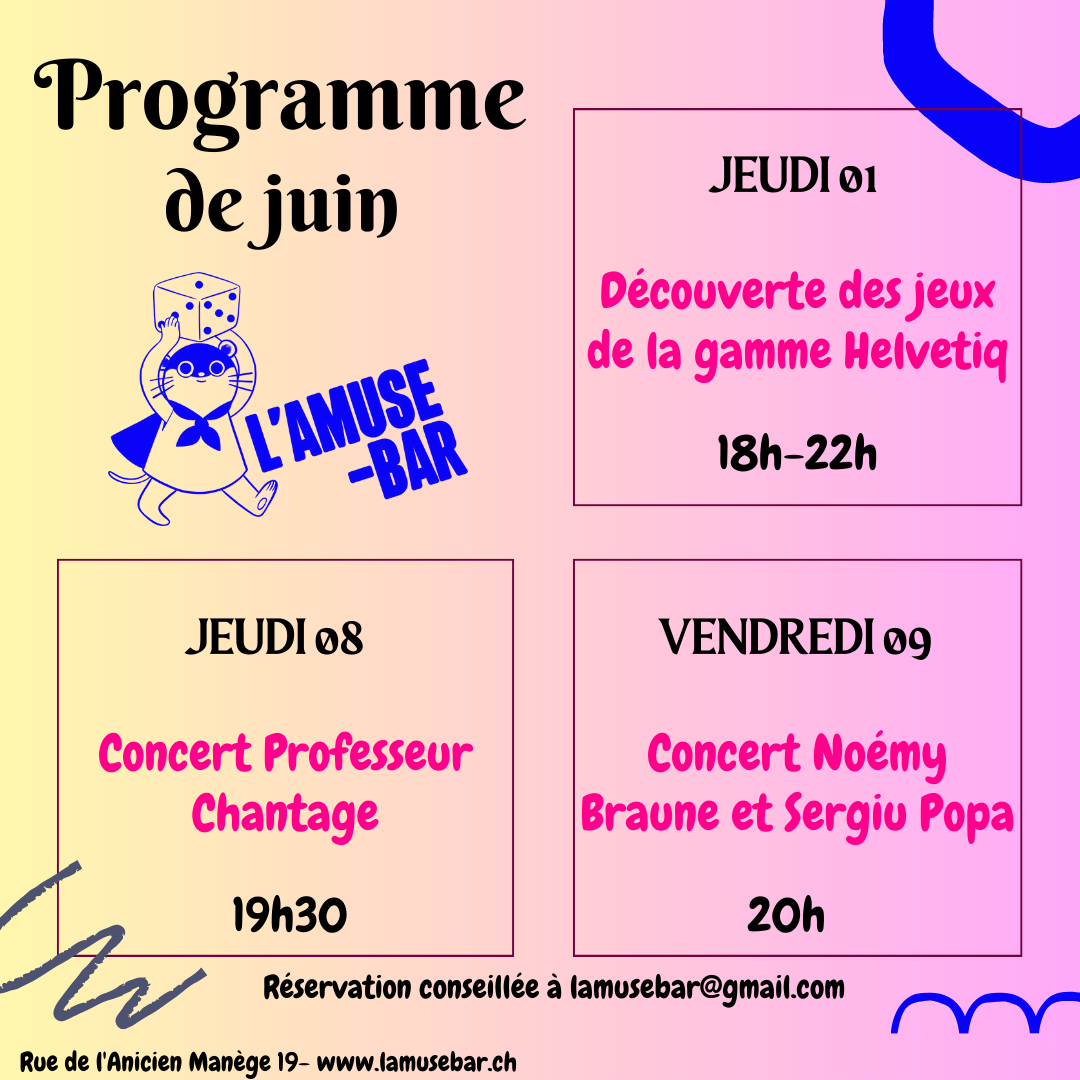 Programme
de juin
L'AMUSE
-BAR
JEUDI 01
Découverte des jeux
de la gamme Helvetiq
18h-22h
JEUDI 08
Concert Professeur
Chantage
19h30
VENDREDI 09
Concert Noémy
Braune et Sergiu Popa
20h
Réservation conseillée à lamusebar@gmail.com
Rue de l'Anicien Manège 19- www.lamusebar.ch